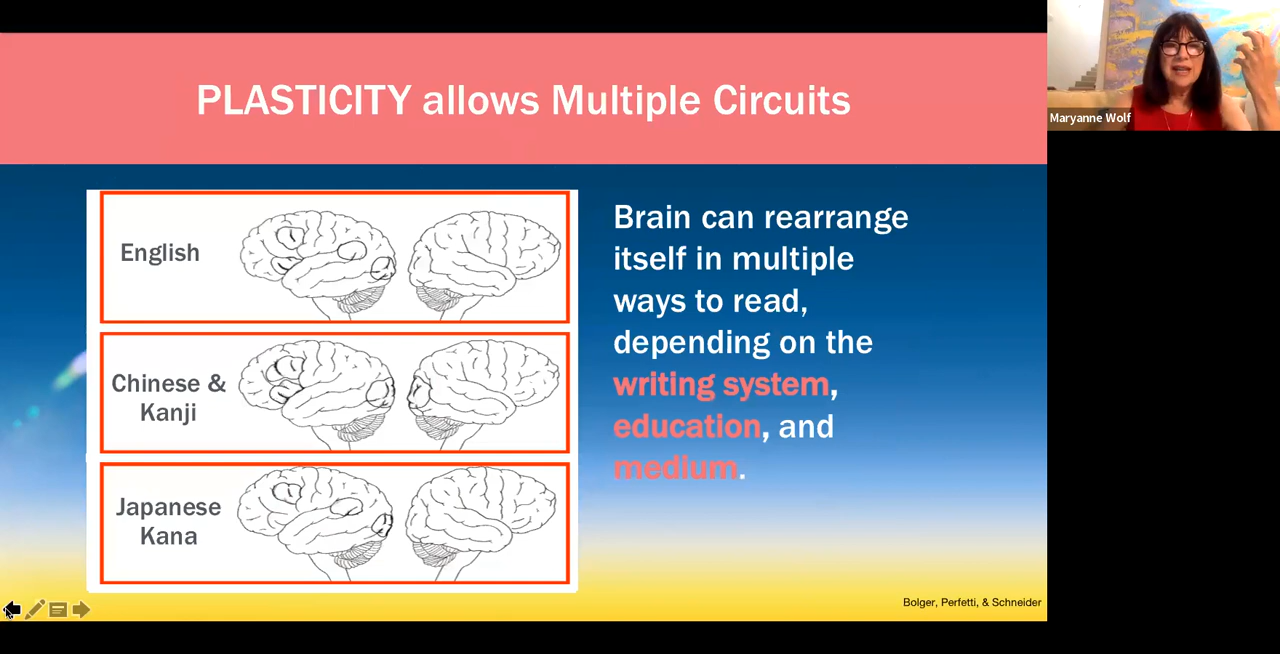 PLASTICITY allows Multiple Circuits
Maryanne Wolf
English
Chinese &
Kanji
Japanese
Kana
Brain can rearrange
itself in multiple
ways to read,
depending on the
writing system,
education, and
medium.
Bolger, Perfetti, & Schneider